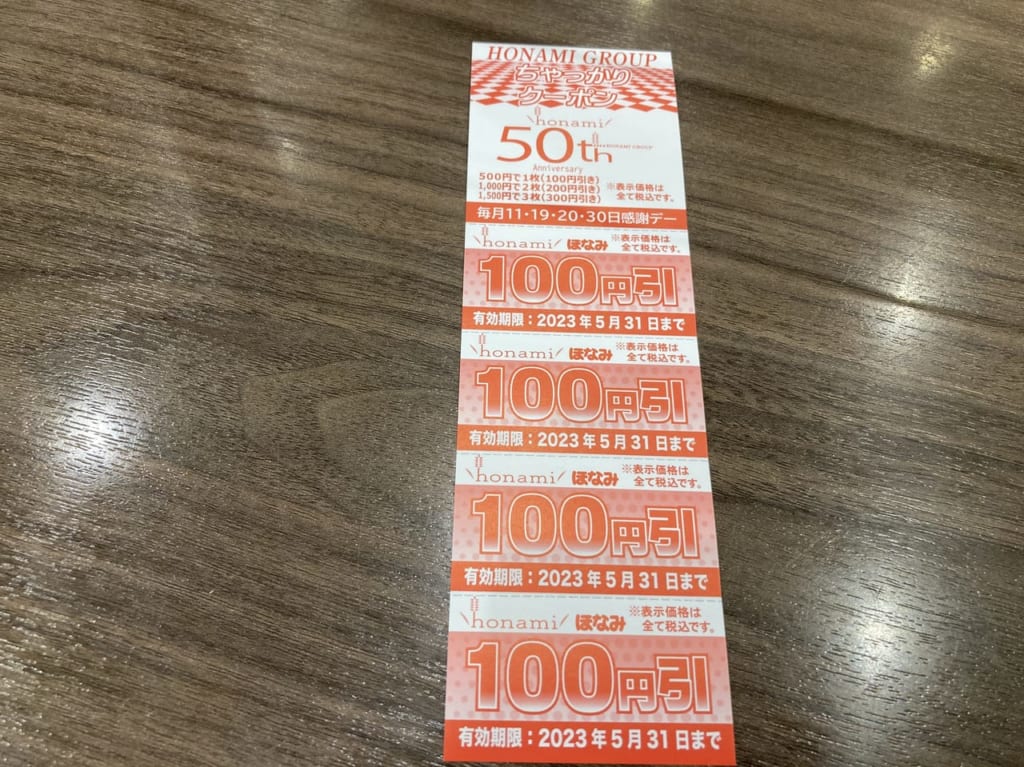 HONAMI GROUP
ちゃっかり
クーポン
honami
50th
HONAMI GROUP
Anniversary
500円で1枚(100円引き)
1,000円で2枚(200円引き)
1,500円で3枚(300円引き)
※表示価格は
全て税込です。
毎月11・19・20・30日感謝デー
honami ほなみ ※表示価格は
全て税込です。
100円引
有効期限:2023年5月31日まで
honami ほなみ ※表示価格は
全て税込です。
100円引
有効期限:2023年5月31日まで
honami ほなみ ※表示価格は
全て税込です。
100円引
有効期限:2023年5月31日まで
honami ほなみ ※表示価格は
全て税込です。
100円引
有効期限:2023年5月31日まで